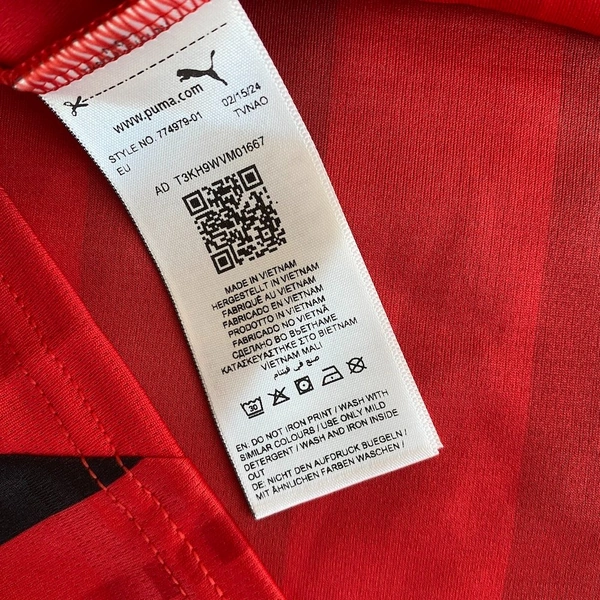 www.puma.com
STYLE NO. 774979-01 02/15/24
EU TVNAO
AD T3KH9WVM01667
MADE IN VIETNAM
HERGESTELLT IN VIETNAM
FABRIQUÉ AU VIETNAM
FABRICADO EN VIETNAM
PRODOTTO IN VIETNAM
FABRICADO NO VIETNÃ
СДЕЛАНО ВО ВЬЕТНАМЕ
ΚΑΤΑΣΚΕΥΑΣΤΗΚΕ ΣΤΟ ΒΙΕΤΝΑΜ
VIETNAM MALI
صنع في فيتنام
30
EN: DO NOT IRON PRINT / WASH WITH
SIMILAR COLOURS / USE ONLY MILD
DETERGENT / WASH AND IRON INSIDE
OUT
DE: NICHT DEN AUFDRUCK BUEGELN /
MIT ÄHNLICHEN FARBEN WASCHEN /